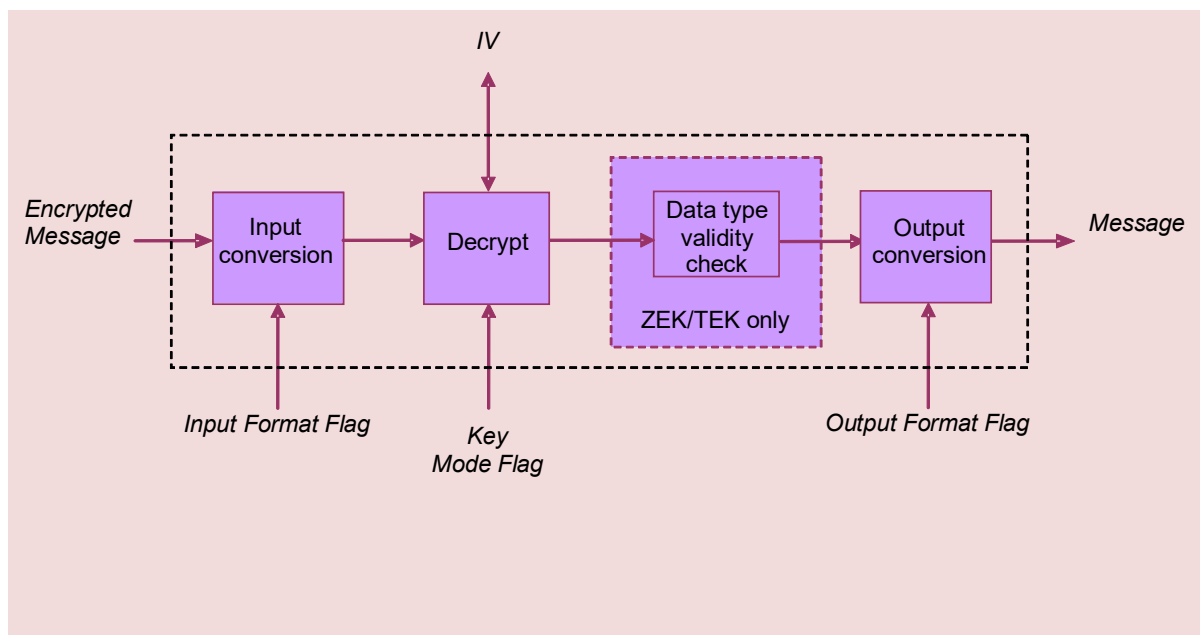 IV
Encrypted
Message
Input
conversion
Decrypt
Data type
validity
check
ZEK/TEK only
Output
conversion
Message
Input Format Flag
Key
Mode Flag
Output Format Flag